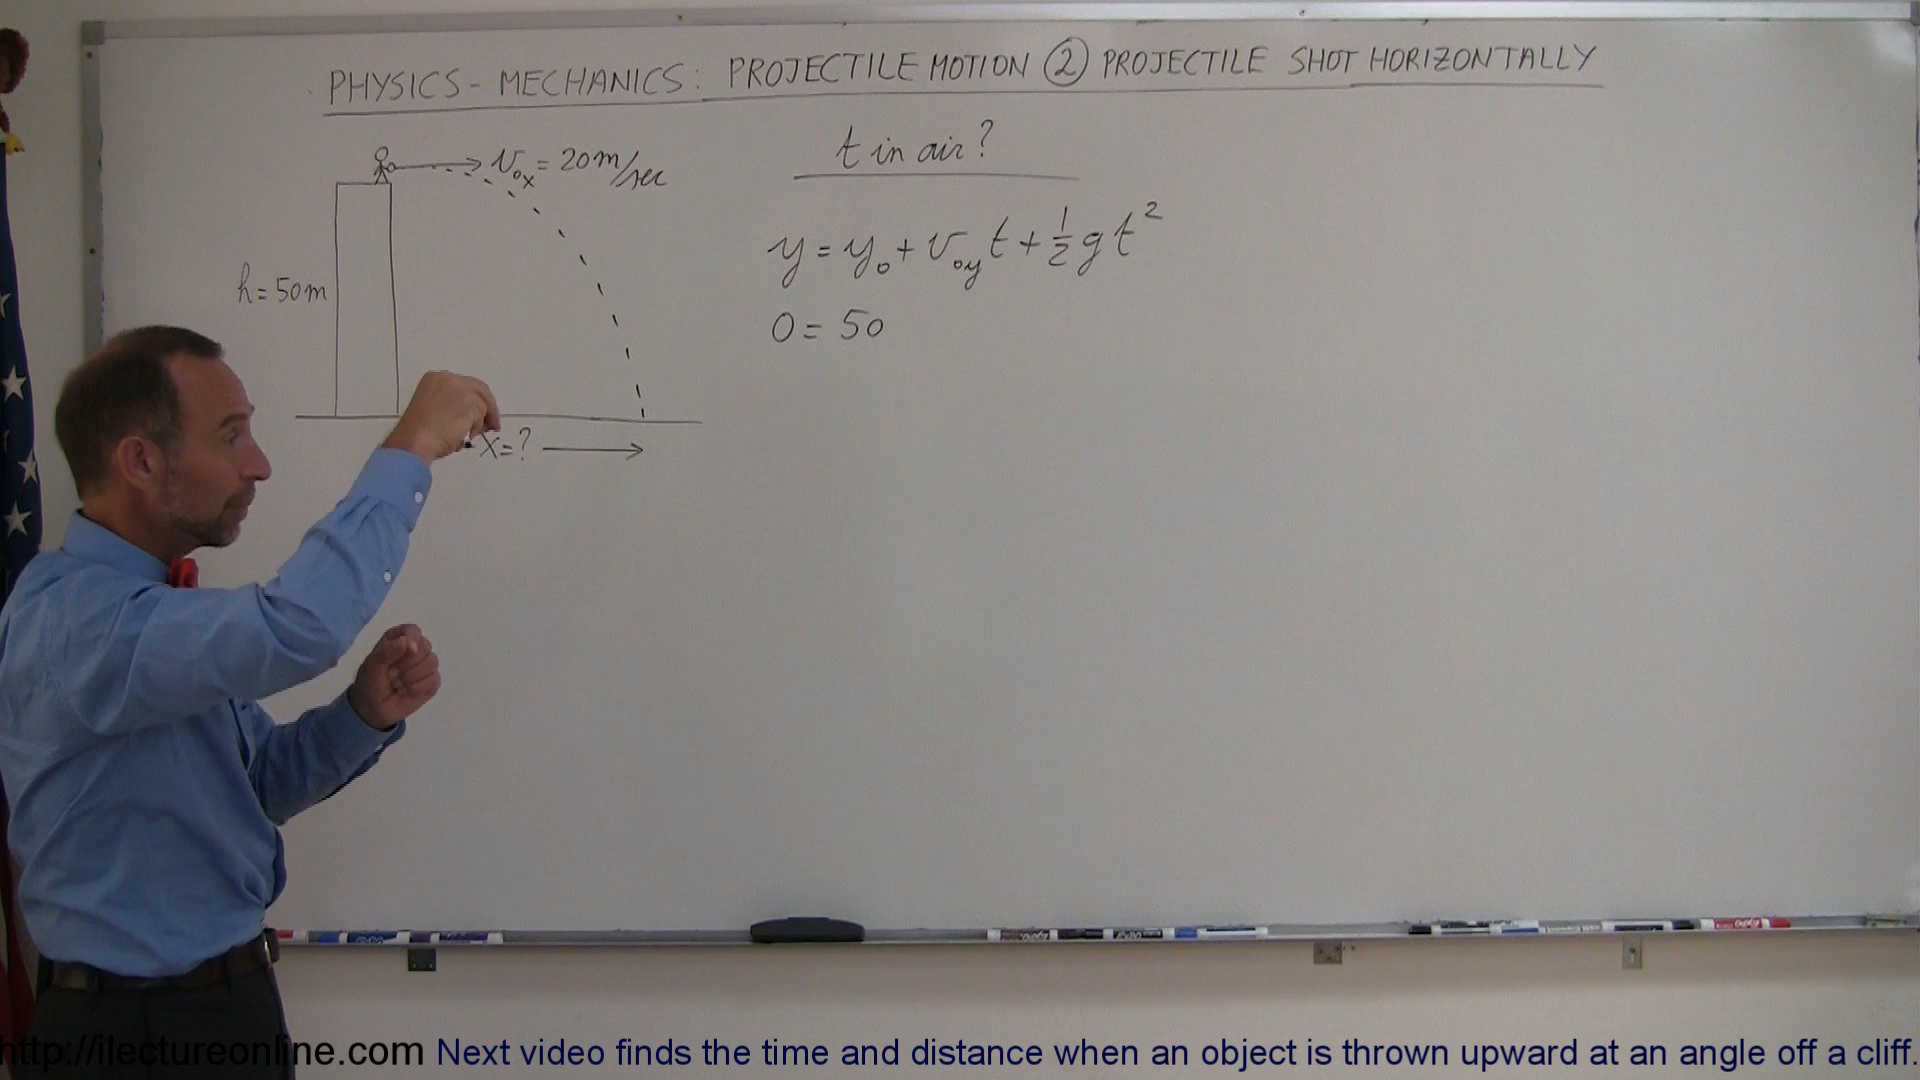 PHYSICS - MECHANICS: PROJECTILE MOTION ② PROJECTILE SHOT HORIZONTALLY
t in air?
v₀ₓ = 20 m/sec
y = y₀ + v₀y t + ½ g t²
h = 50 m
0 = 50
x = ?
http://ilectureonline.com Next video finds the time and distance when an object is thrown upward at an angle off a cliff.